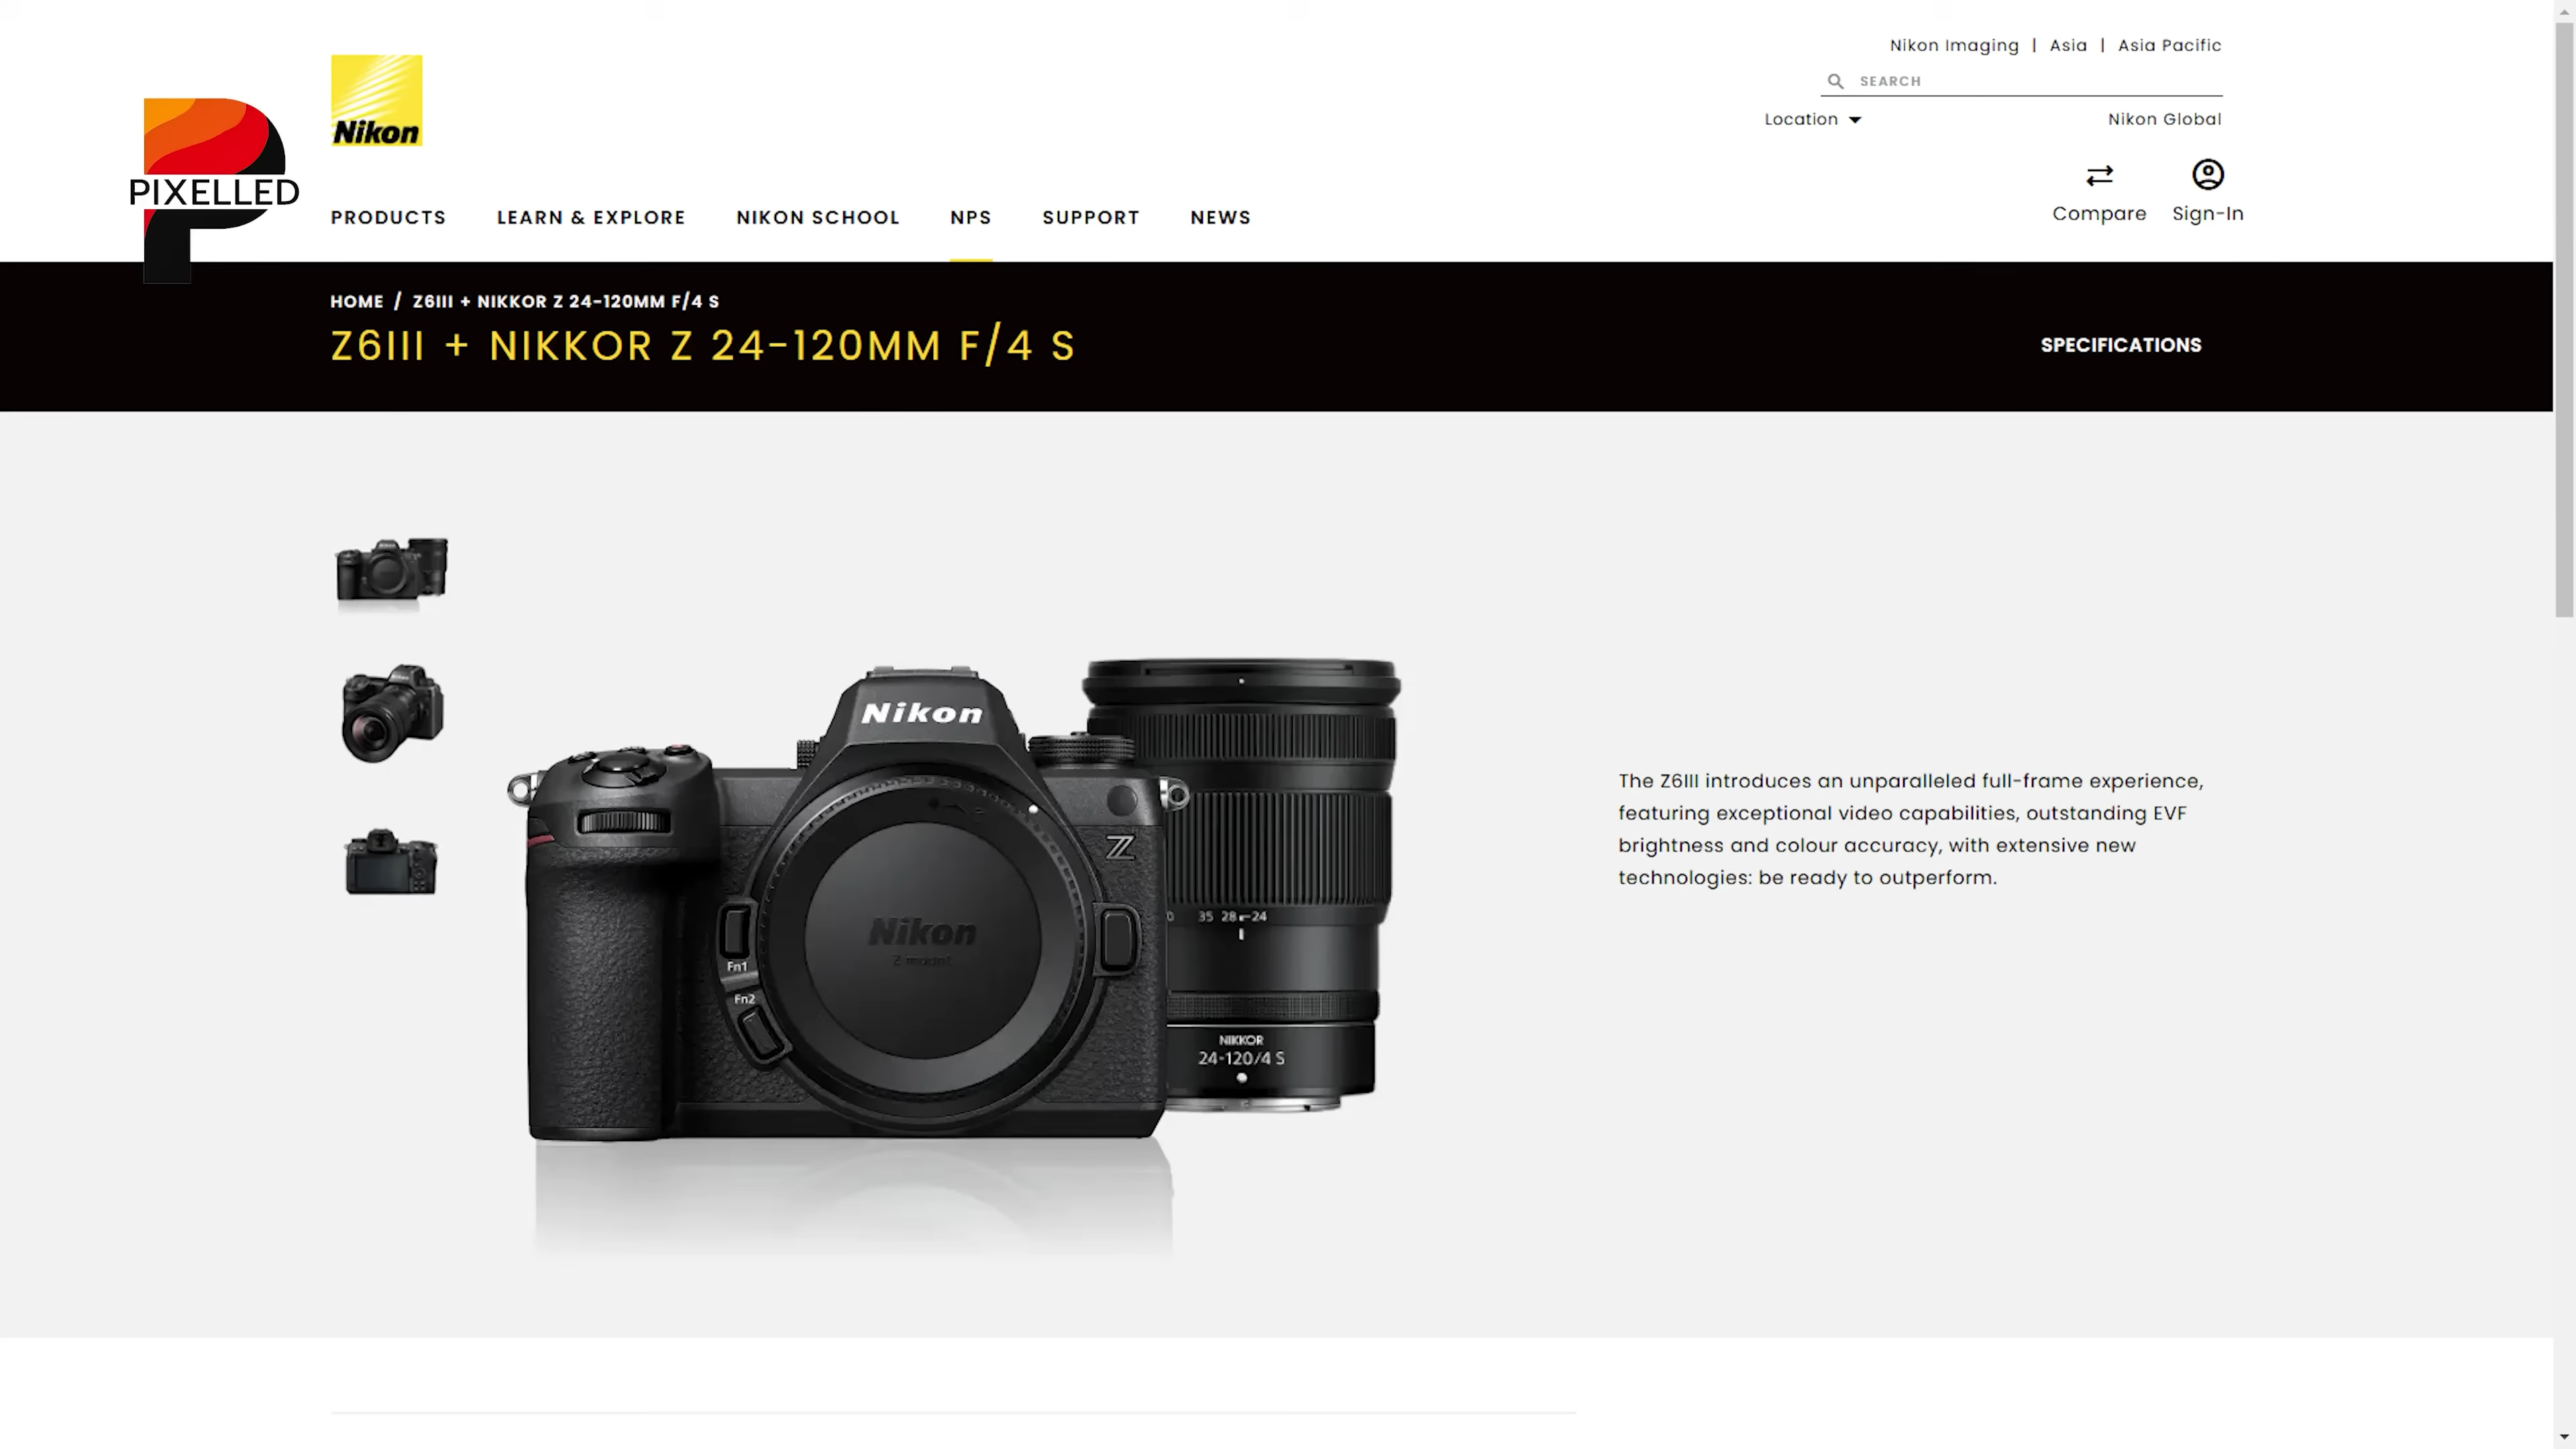 Nikon Imaging | Asia | Asia Pacific
SEARCH
Location
Nikon Global
Nikon
PIXELLED
Compare
Sign-In
PRODUCTS
LEARN & EXPLORE
NIKON SCHOOL
NPS
SUPPORT
NEWS
HOME / Z6III + NIKKOR Z 24-120MM F/4 S
Z6III + NIKKOR Z 24-120MM F/4 S
SPECIFICATIONS
Nikon
Z
The Z6III introduces an unparalleled full-frame experience,
featuring exceptional video capabilities, outstanding EVF
brightness and colour accuracy, with extensive new
technologies: be ready to outperform.
35 28 24
Nikon
Z mount
Fn1
Fn2
NIKKOR
24-120/4 S